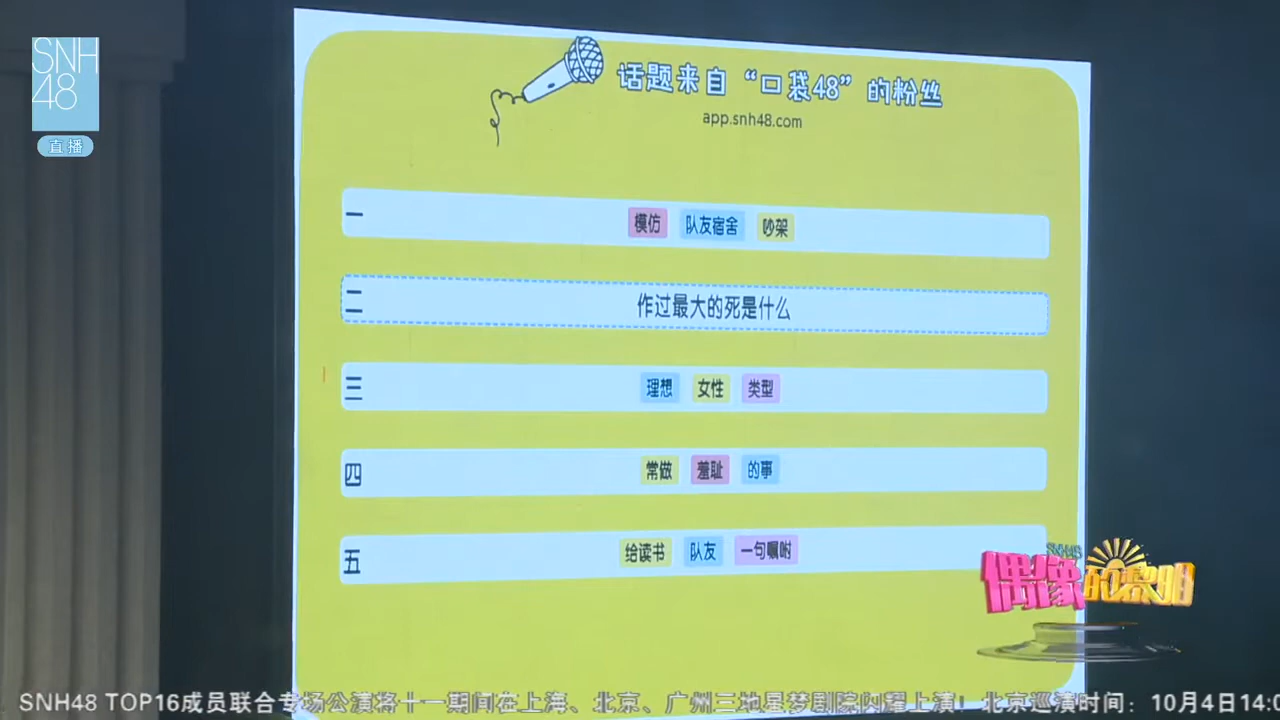 SNH
48
直播
话题来自“口袋48”的粉丝
app.snh48.com
一 模仿 队友宿舍 吵架
二 作过最大的死是什么
三 理想 女性 类型
四 常做 羞耻 的事
五 给读书 队友 一句嘱咐
SNH48
偶像的黎明
SNH48 TOP16成员联合专场公演将十一期间在上海、北京、广州三地星梦剧院闪耀上演！北京巡演时间：10月4日14:0